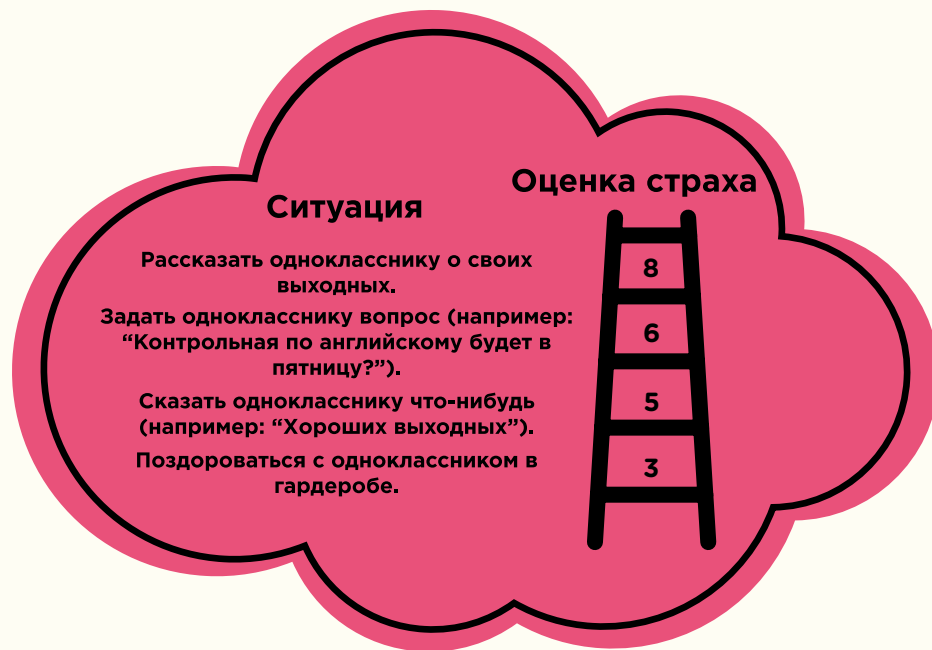 Ситуация
Оценка страха
Рассказать однокласснику о своих
выходных.
8
Задать однокласснику вопрос (например:
“Контрольная по английскому будет в
пятницу?”).
6
Сказать однокласснику что-нибудь
(например: “Хороших выходных”).
5
Поздороваться с одноклассником в
гардеробе.
3